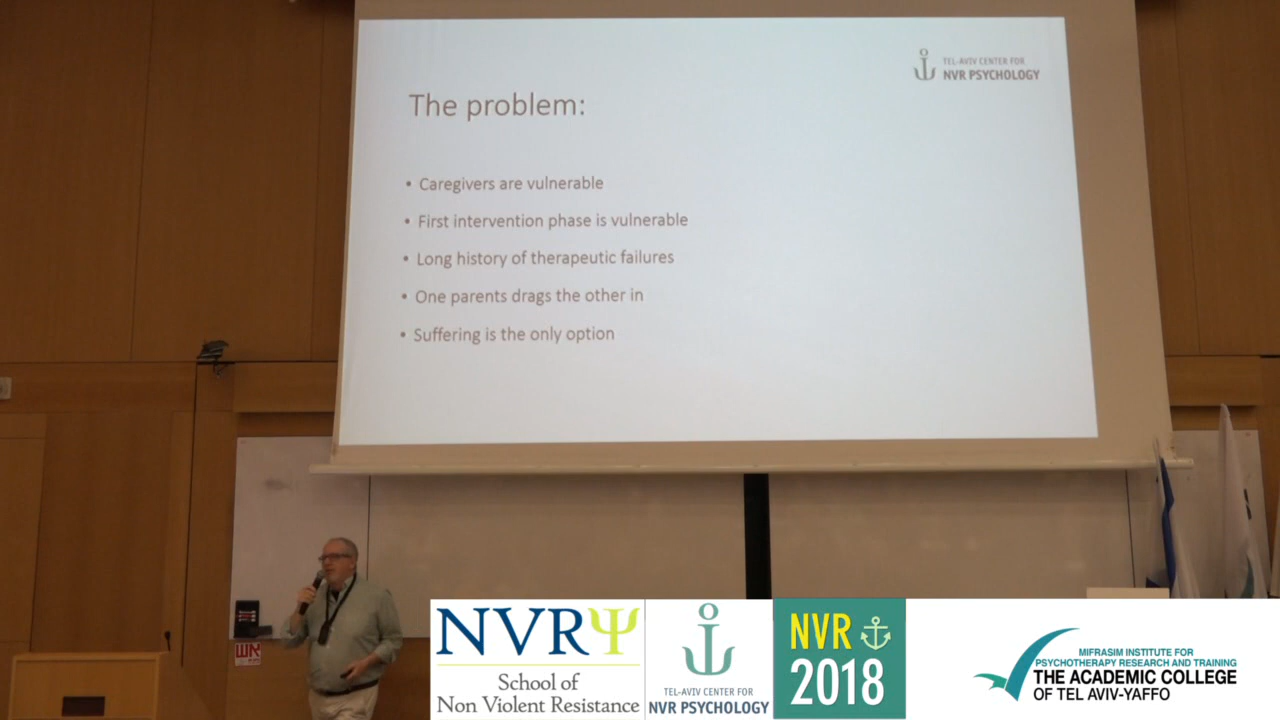 TEL-AVIV CENTER FOR
NVR PSYCHOLOGY
The problem:
• Caregivers are vulnerable
• First intervention phase is vulnerable
• Long history of therapeutic failures
• One parents drags the other in
• Suffering is the only option
אש
NVRΨ
School of
Non Violent Resistance
TEL-AVIV CENTER FOR
NVR PSYCHOLOGY
NVR
2018
MIFRASIM INSTITUTE FOR
PSYCHOTHERAPY RESEARCH AND TRAINING
THE ACADEMIC COLLEGE
OF TEL AVIV-YAFFO